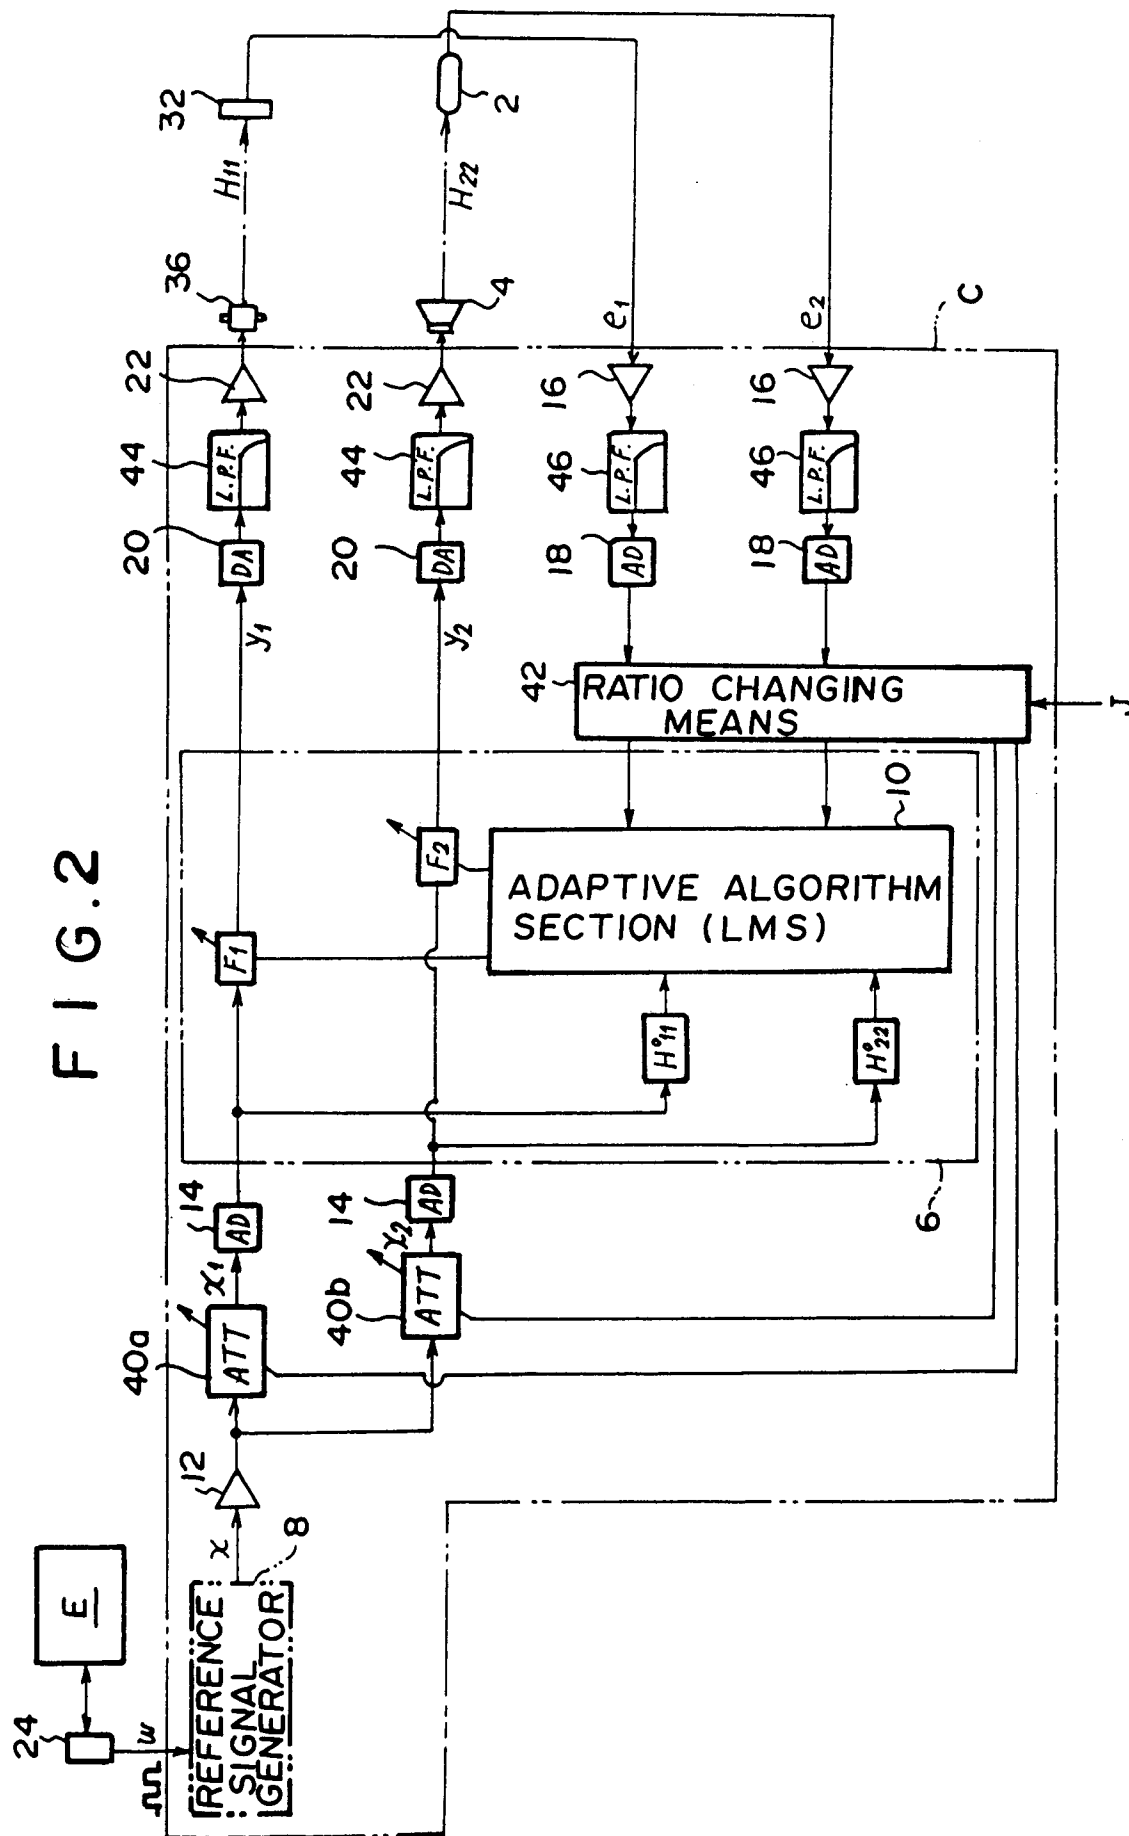 FIG.2
E
24
w
REFERENCE
SIGNAL
GENERATOR
8
x
12
40a
ATT
x1
14
AD
F1
y1
20
DA
44
L.P.F.
22
36
H11
32
40b
ATT
x2
14
AD
F2
y2
20
DA
44
L.P.F.
22
4
H22
2
H°11
H°22
ADAPTIVE ALGORITHM
SECTION (LMS)
10
6
42
RATIO CHANGING
MEANS
J
18
AD
46
L.P.F.
16
e1
18
AD
46
L.P.F.
16
e2
C